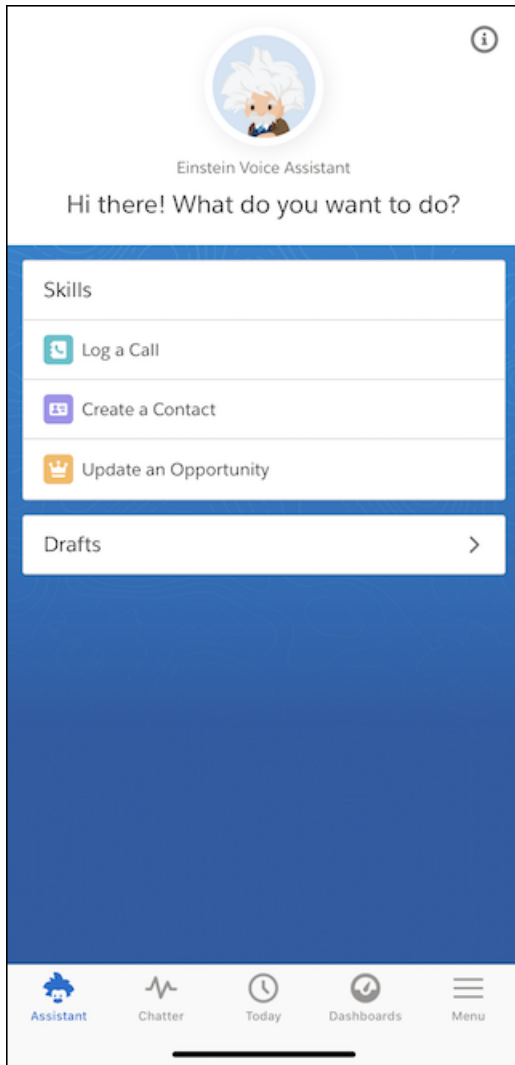 Einstein Voice Assistant
Hi there! What do you want to do?
Skills
Log a Call
Create a Contact
Update an Opportunity
Drafts
Assistant
Chatter
Today
Dashboards
Menu